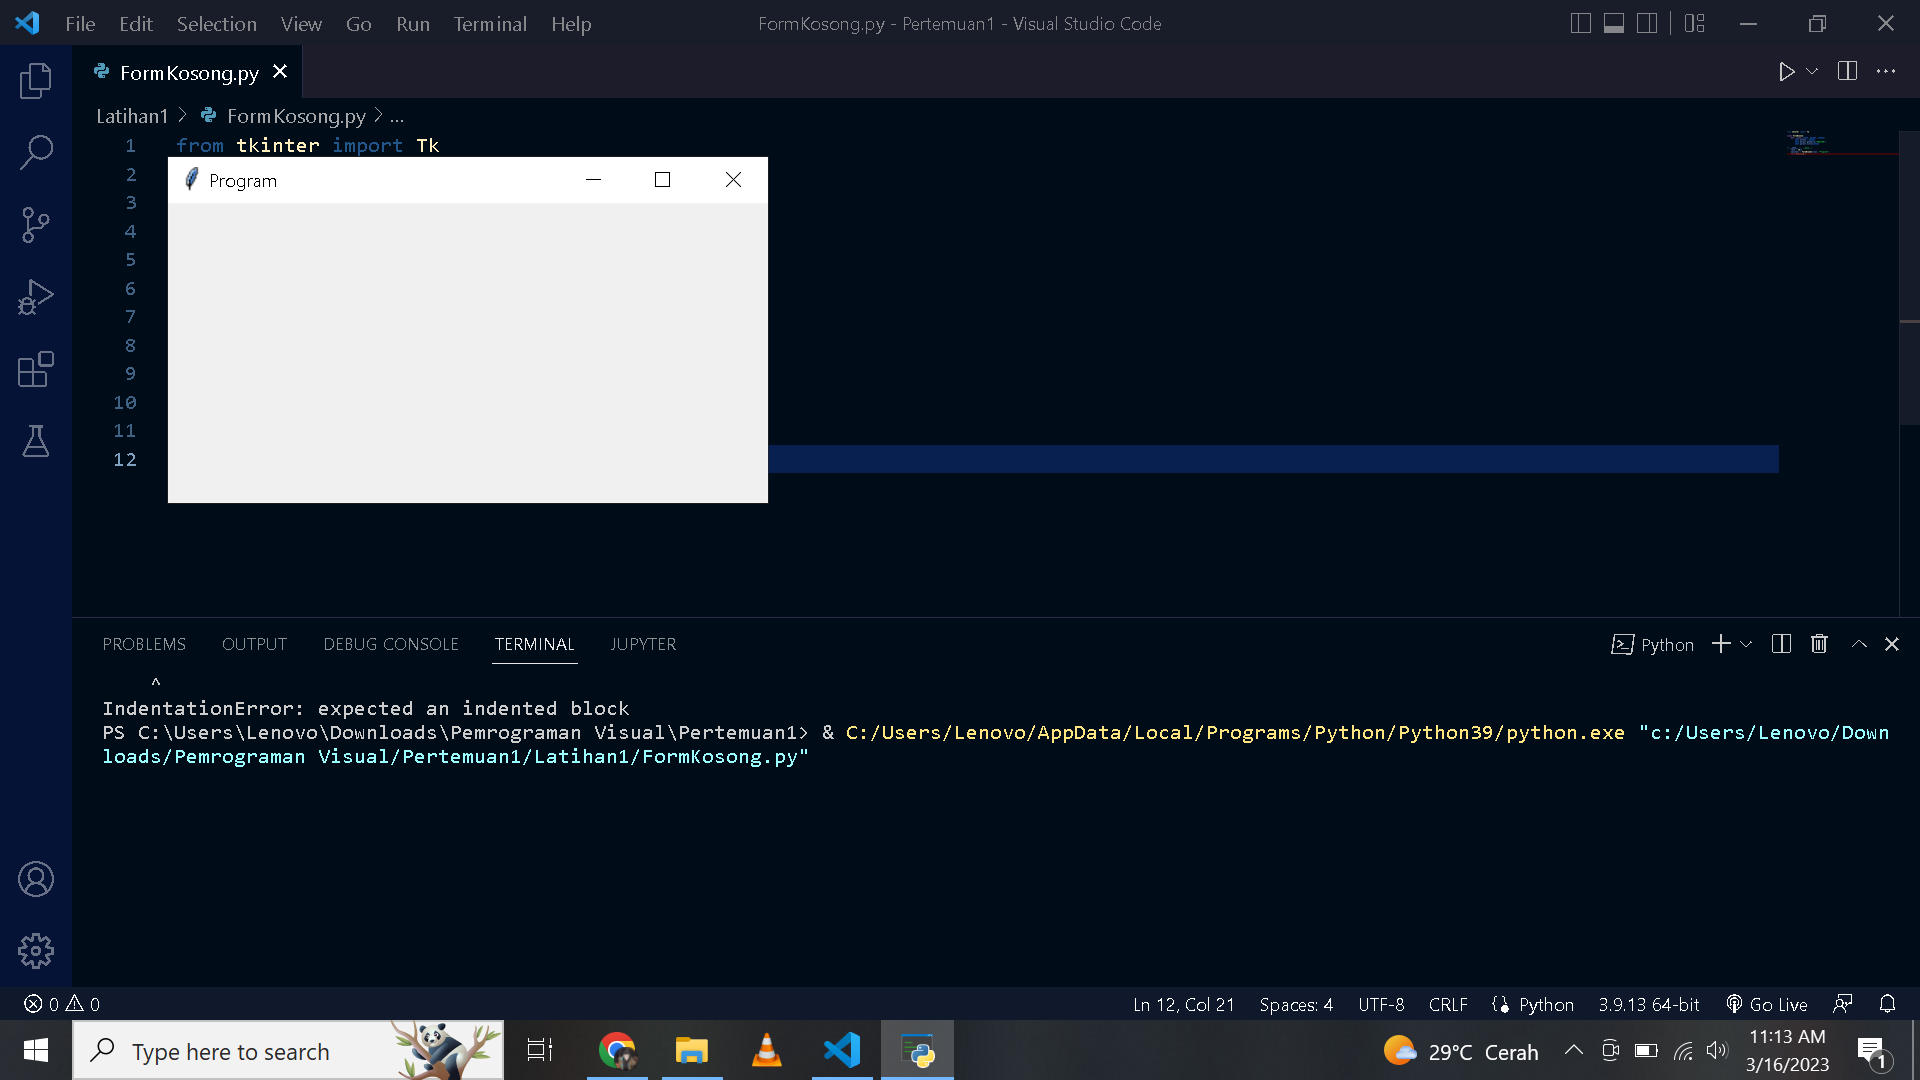 File Edit Selection View Go Run Terminal Help
FormKosong.py - Pertemuan1 - Visual Studio Code
FormKosong.py
Latihan1 > FormKosong.py > ...
1 from tkinter import Tk
2
3
4
5
6
7
8
9
10
11
12
Program
PROBLEMS OUTPUT DEBUG CONSOLE TERMINAL JUPYTER
Python
^
IndentationError: expected an indented block
PS C:\Users\Lenovo\Downloads\Pemrograman Visual\Pertemuan1> & C:/Users/Lenovo/AppData/Local/Programs/Python/Python39/python.exe "c:/Users/Lenovo/Down
loads/Pemrograman Visual/Pertemuan1/Latihan1/FormKosong.py"
0 0
Ln 12, Col 21 Spaces: 4 UTF-8 CRLF Python 3.9.13 64-bit Go Live
Type here to search
29°C Cerah
11:13 AM
3/16/2023
1